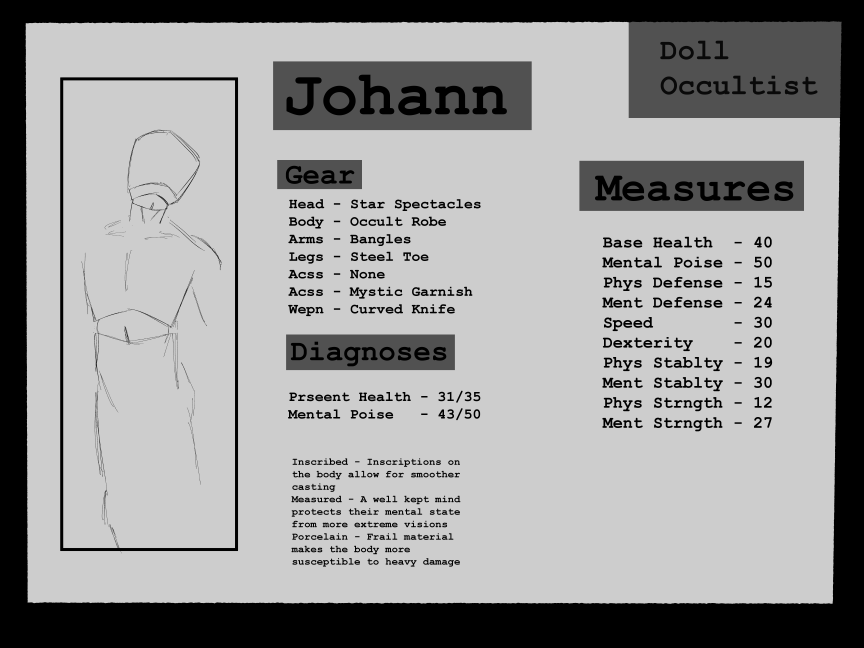 Doll
Occultist
Johann
Gear
Head - Star Spectacles
Body - Occult Robe
Arms - Bangles
Legs - Steel Toe
Acss - None
Acss - Mystic Garnish
Wepn - Curved Knife
Diagnoses
Prseent Health - 31/35
Mental Poise - 43/50
Inscribed - Inscriptions on
the body allow for smoother
casting
Measured - A well kept mind
protects their mental state
from more extreme visions
Porcelain - Frail material
makes the body more
susceptible to heavy damage
Measures
Base Health - 40
Mental Poise - 50
Phys Defense - 15
Ment Defense - 24
Speed - 30
Dexterity - 20
Phys Stablty - 19
Ment Stablty - 30
Phys Strngth - 12
Ment Strngth - 27